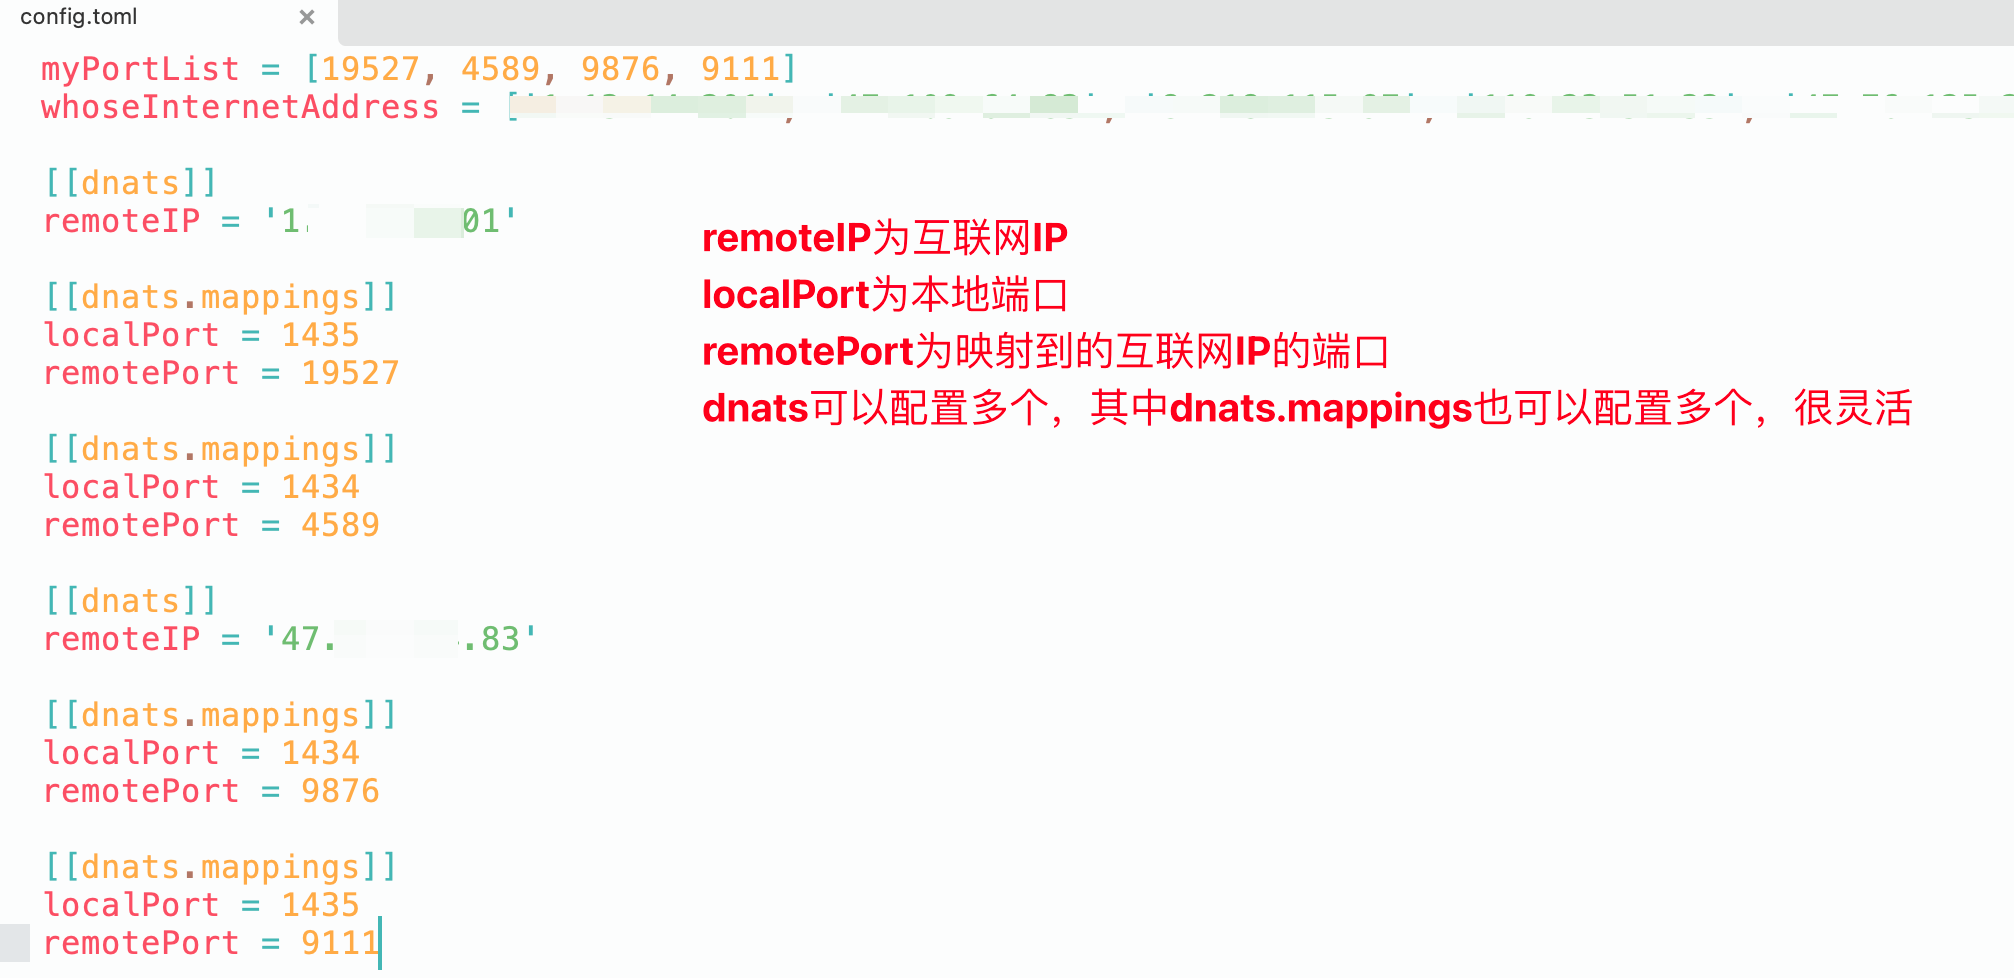 config.toml ×
myPortList = [19527, 4589, 9876, 9111]
whoseInternetAddress = [
[[dnats]]
remoteIP = '1. 01'
[[dnats.mappings]]
localPort = 1435
remotePort = 19527
[[dnats.mappings]]
localPort = 1434
remotePort = 4589
[[dnats]]
remoteIP = '47. .83'
[[dnats.mappings]]
localPort = 1434
remotePort = 9876
[[dnats.mappings]]
localPort = 1435
remotePort = 9111
remoteIP为互联网IP
localPort为本地端口
remotePort为映射到的互联网IP的端口
dnats可以配置多个，其中dnats.mappings也可以配置多个，很灵活